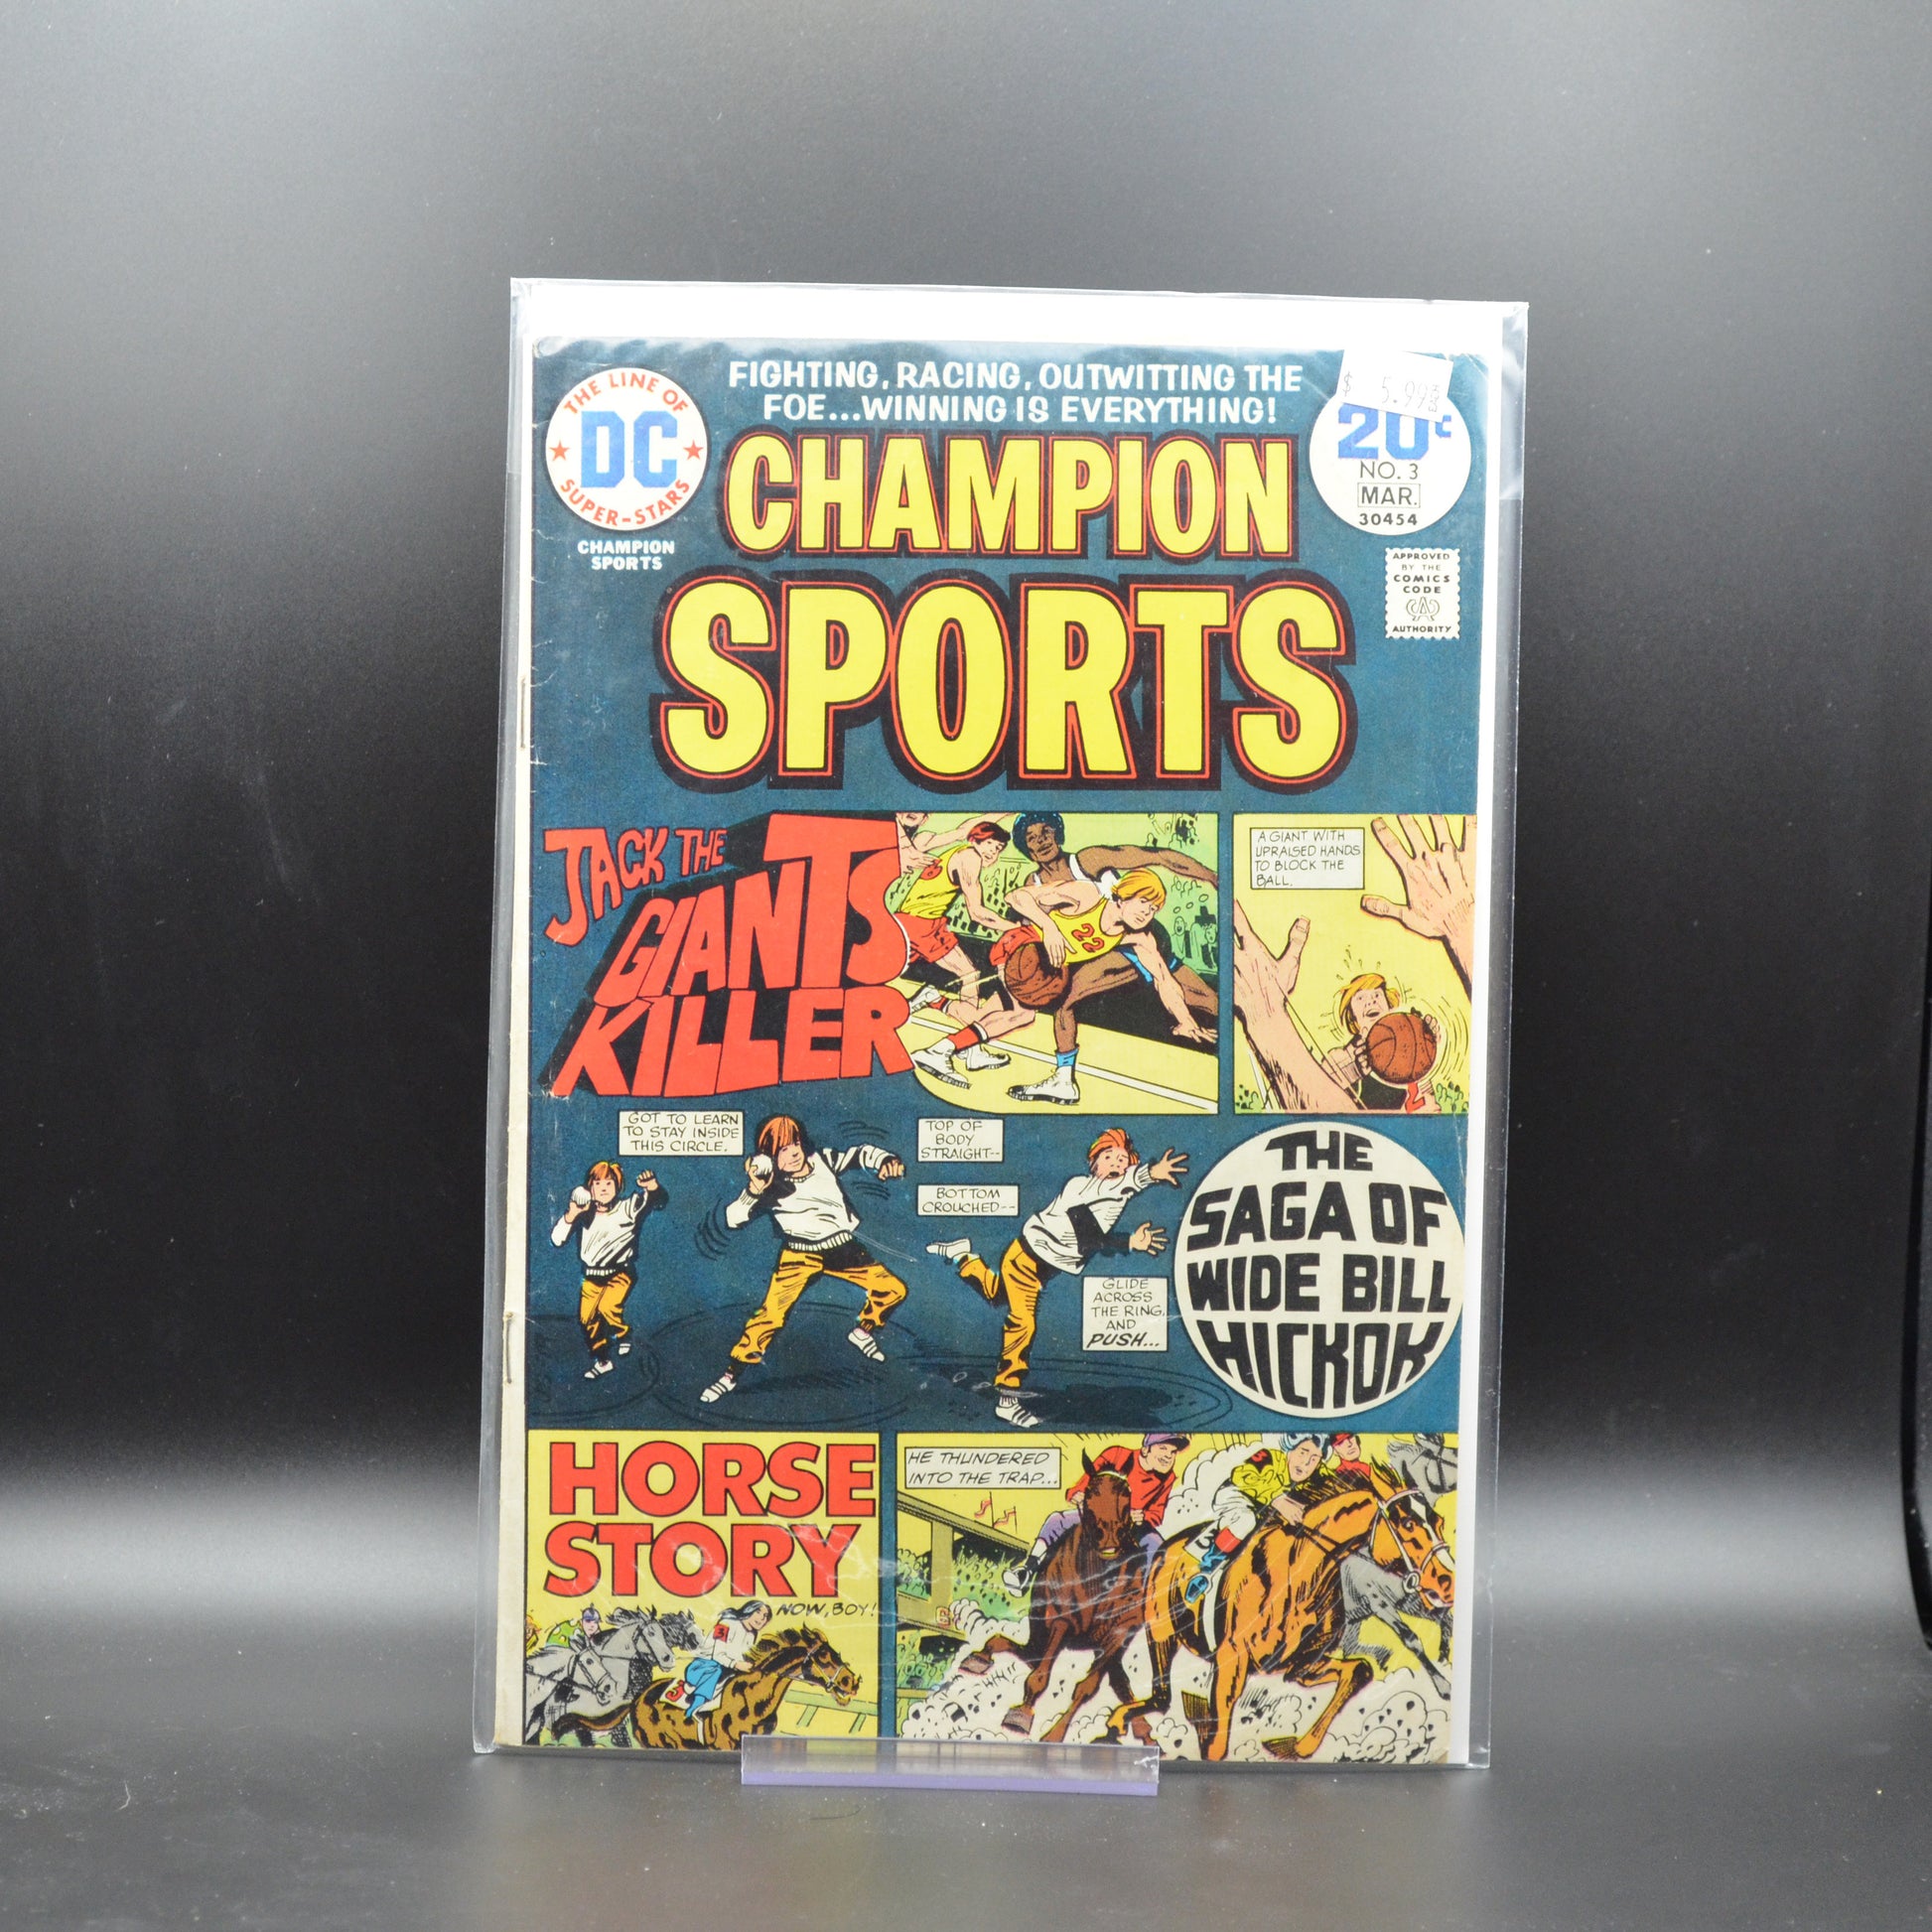 THE LINE OF
DC
SUPER-STARS
CHAMPION
SPORTS
FIGHTING, RACING, OUTWITTING THE
FOE...WINNING IS EVERYTHING!
CHAMPION
SPORTS
$ 5.99
20¢
NO. 3
MAR.
30454
APPROVED
BY THE
COMICS
CODE
AUTHORITY
JACK THE
GIANTS
KILLER
22
A GIANT WITH
UPRAISED HANDS
TO BLOCK THE
BALL.
GOT TO LEARN
TO STAY INSIDE
THIS CIRCLE.
TOP OF
BODY
STRAIGHT--
BOTTOM
CROUCHED--
GLIDE
ACROSS
THE RING,
AND
PUSH...
THE
SAGA OF
WIDE BILL
HICKOK
HORSE
STORY
NOW, BOY!
3
HE THUNDERED
INTO THE TRAP...